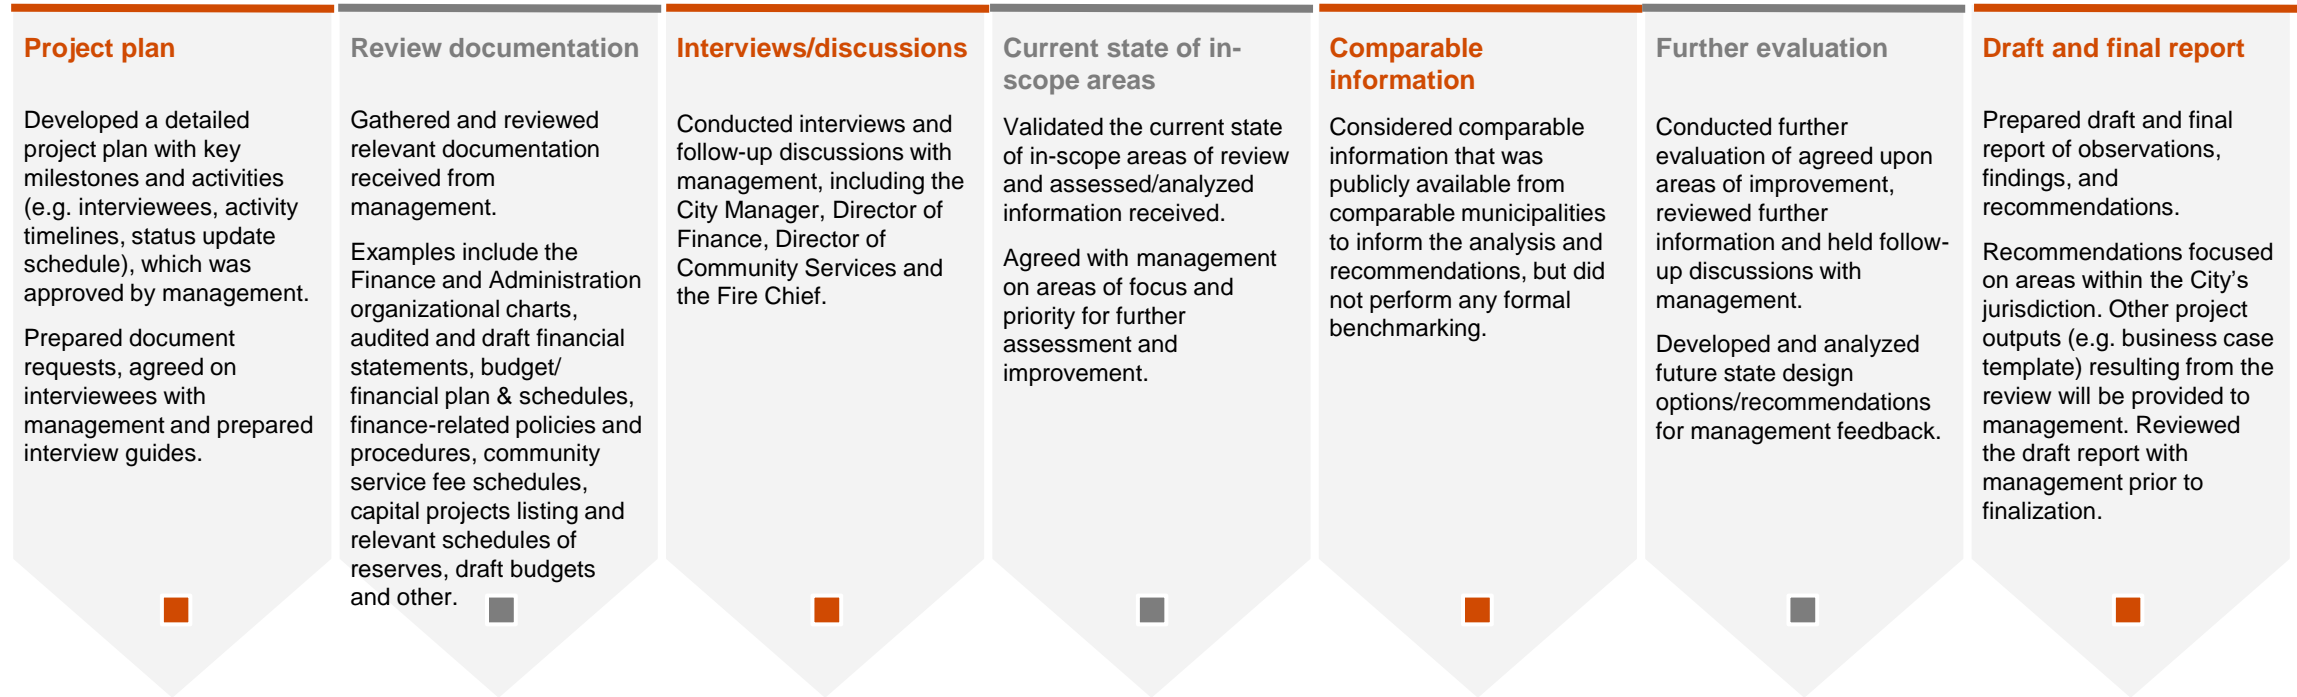 Project plan
Developed a detailed
project plan with key
milestones and activities
(e.g. interviewees, activity
timelines, status update
schedule), which was
approved by management.
Prepared document
requests, agreed on
interviewees with
management and prepared
interview guides.
Review documentation
Gathered and reviewed
relevant documentation
received from
management.
Examples include the
Finance and Administration
organizational charts,
audited and draft financial
statements, budget/
financial plan & schedules,
finance-related policies and
procedures, community
service fee schedules,
capital projects listing and
relevant schedules of
reserves, draft budgets
and other.
Interviews/discussions
Conducted interviews and
follow-up discussions with
management, including the
City Manager, Director of
Finance, Director of
Community Services and
the Fire Chief.
Current state of in-
scope areas
Validated the current state
of in-scope areas of review
and assessed/analyzed
information received.
Agreed with management
on areas of focus and
priority for further
assessment and
improvement.
Comparable
information
Considered comparable
information that was
publicly available from
comparable municipalities
to inform the analysis and
recommendations, but did
not perform any formal
benchmarking.
Further evaluation
Conducted further
evaluation of agreed upon
areas of improvement,
reviewed further
information and held follow-
up discussions with
management.
Developed and analyzed
future state design
options/recommendations
for management feedback.
Draft and final report
Prepared draft and final
report of observations,
findings, and
recommendations.
Recommendations focused
on areas within the City’s
jurisdiction. Other project
outputs (e.g. business case
template) resulting from the
review will be provided to
management. Reviewed
the draft report with
management prior to
finalization.